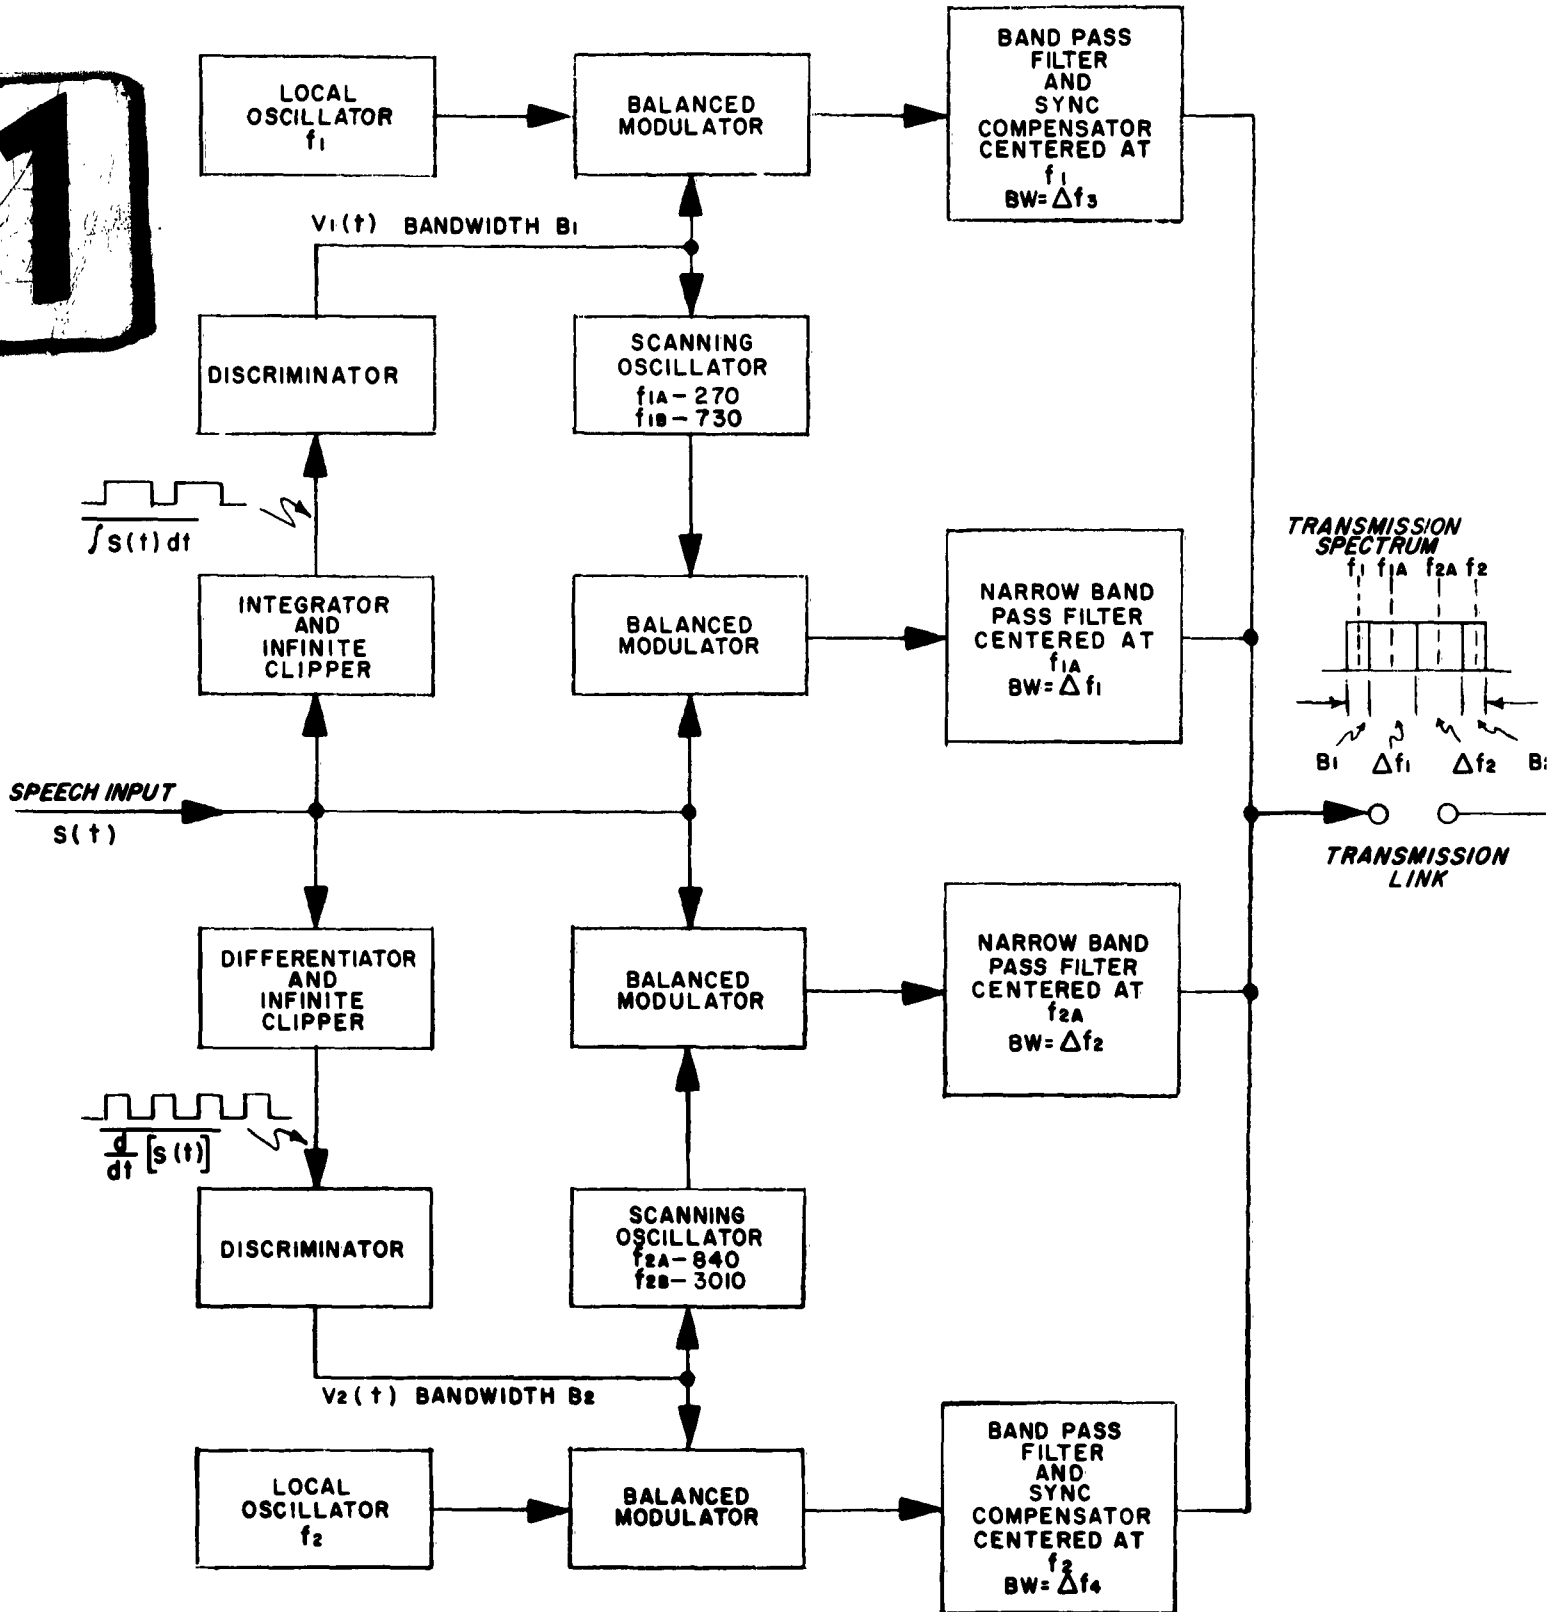 1
LOCAL
OSCILLATOR
f1
BALANCED
MODULATOR
BAND PASS
FILTER
AND
SYNC
COMPENSATOR
CENTERED AT
f1
BW=Δf3
V1(t) BANDWIDTH B1
DISCRIMINATOR
SCANNING
OSCILLATOR
f1A-270
f1B-730
∫S(t)dt
INTEGRATOR
AND
INFINITE
CLIPPER
BALANCED
MODULATOR
NARROW BAND
PASS FILTER
CENTERED AT
f1A
BW=Δf1
TRANSMISSION
SPECTRUM
f1 f1A f2A f2
B1 Δf1 Δf2
SPEECH INPUT
S(t)
TRANSMISSION
LINK
DIFFERENTIATOR
AND
INFINITE
CLIPPER
BALANCED
MODULATOR
NARROW BAND
PASS FILTER
CENTERED AT
f2A
BW=Δf2
d/dt [S(t)]
DISCRIMINATOR
SCANNING
OSCILLATOR
f2A-840
f2B-3010
V2(t) BANDWIDTH B2
LOCAL
OSCILLATOR
f2
BALANCED
MODULATOR
BAND PASS
FILTER
AND
SYNC
COMPENSATOR
CENTERED AT
f2
BW=Δf4